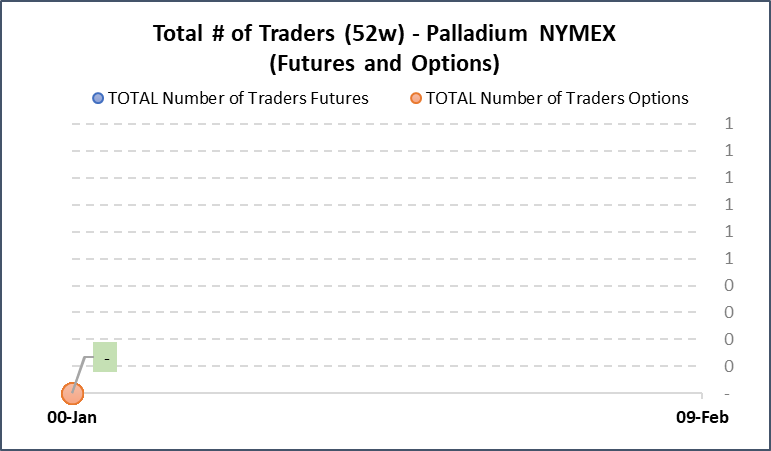 Total # of Traders (52w) - Palladium NYMEX
(Futures and Options)
TOTAL Number of Traders Futures
TOTAL Number of Traders Options
1
1
1
1
1
1
0
0
0
0
-
-
00-Jan
09-Feb